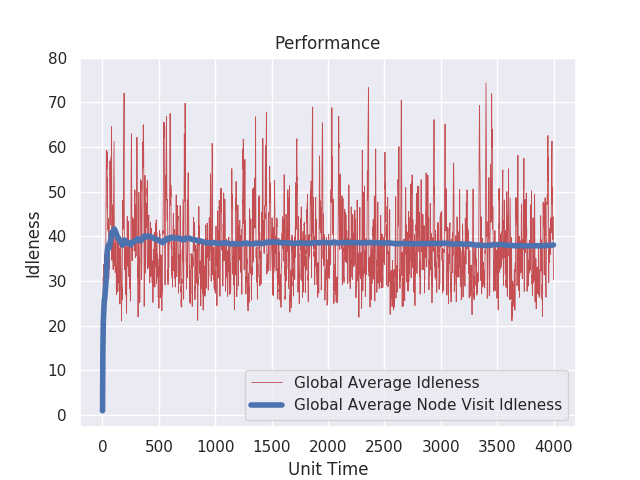 Performance
80
70
60
50
40
30
20
10
0
Idleness
Global Average Idleness
Global Average Node Visit Idleness
0 500 1000 1500 2000 2500 3000 3500 4000
Unit Time